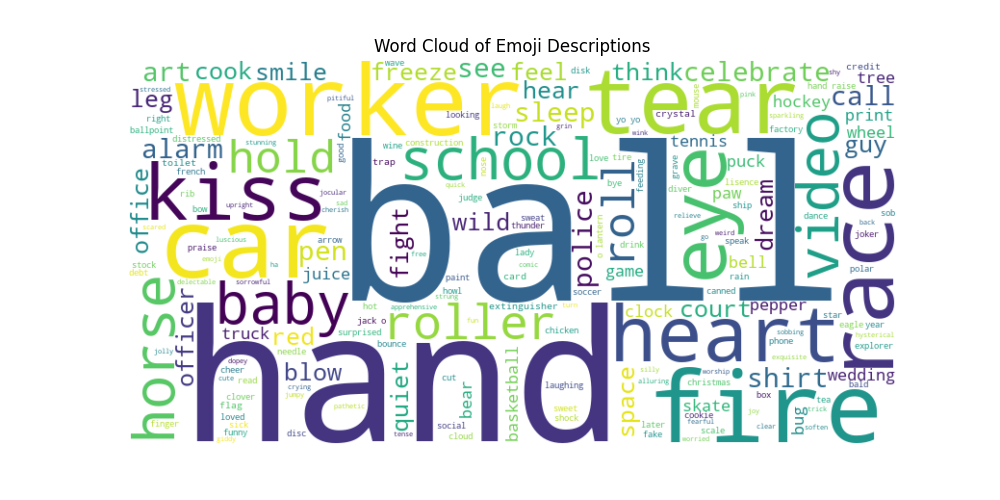 Word Cloud of Emoji Descriptions
wave
art cook smile freeze see feel disk think celebrate credit shy
stressed pitiful looking laugh hand raise tree
leg worker hear tear mouse pink call
right food sleep crystal yo yo hockey sparkling print
ballpoint distressed stunning good storm grin wink factory wheel
alarm hold wine construction rock tennis video guy
toilet french trap school nose love tire puck
office kiss quick bye roll grave feeding eye lisence
rib jocular sad diver paw dream
bow upright cherish ball police ship dance race back sob
scared luscious arrow fight wild sweat thunder o lantern relieve
praise car pen free lady drink go weird speak joker
emoji comic game bell
stock ha juice paint card rain polar
debt delectable sorrowful howl strung soccer canned
horse baby hot apprehensive extinguisher clock court pepper
jack o roller fun turn heart star
officer truck red surprised chicken sobbing eagle year
jolly needle bounce phone hysterical
dopey silly exquisite explorer
cheer cute read blow quiet cut laughing space worship shirt wedding
crying alluring christmas bald
clover jumpy hand bear basketball fire box tea
flag loved pathetic sweet skate joy trick
finger sick social shock cookie bug
funny later fearful clear soften
giddy disc tense cloud fake scale
judge worried